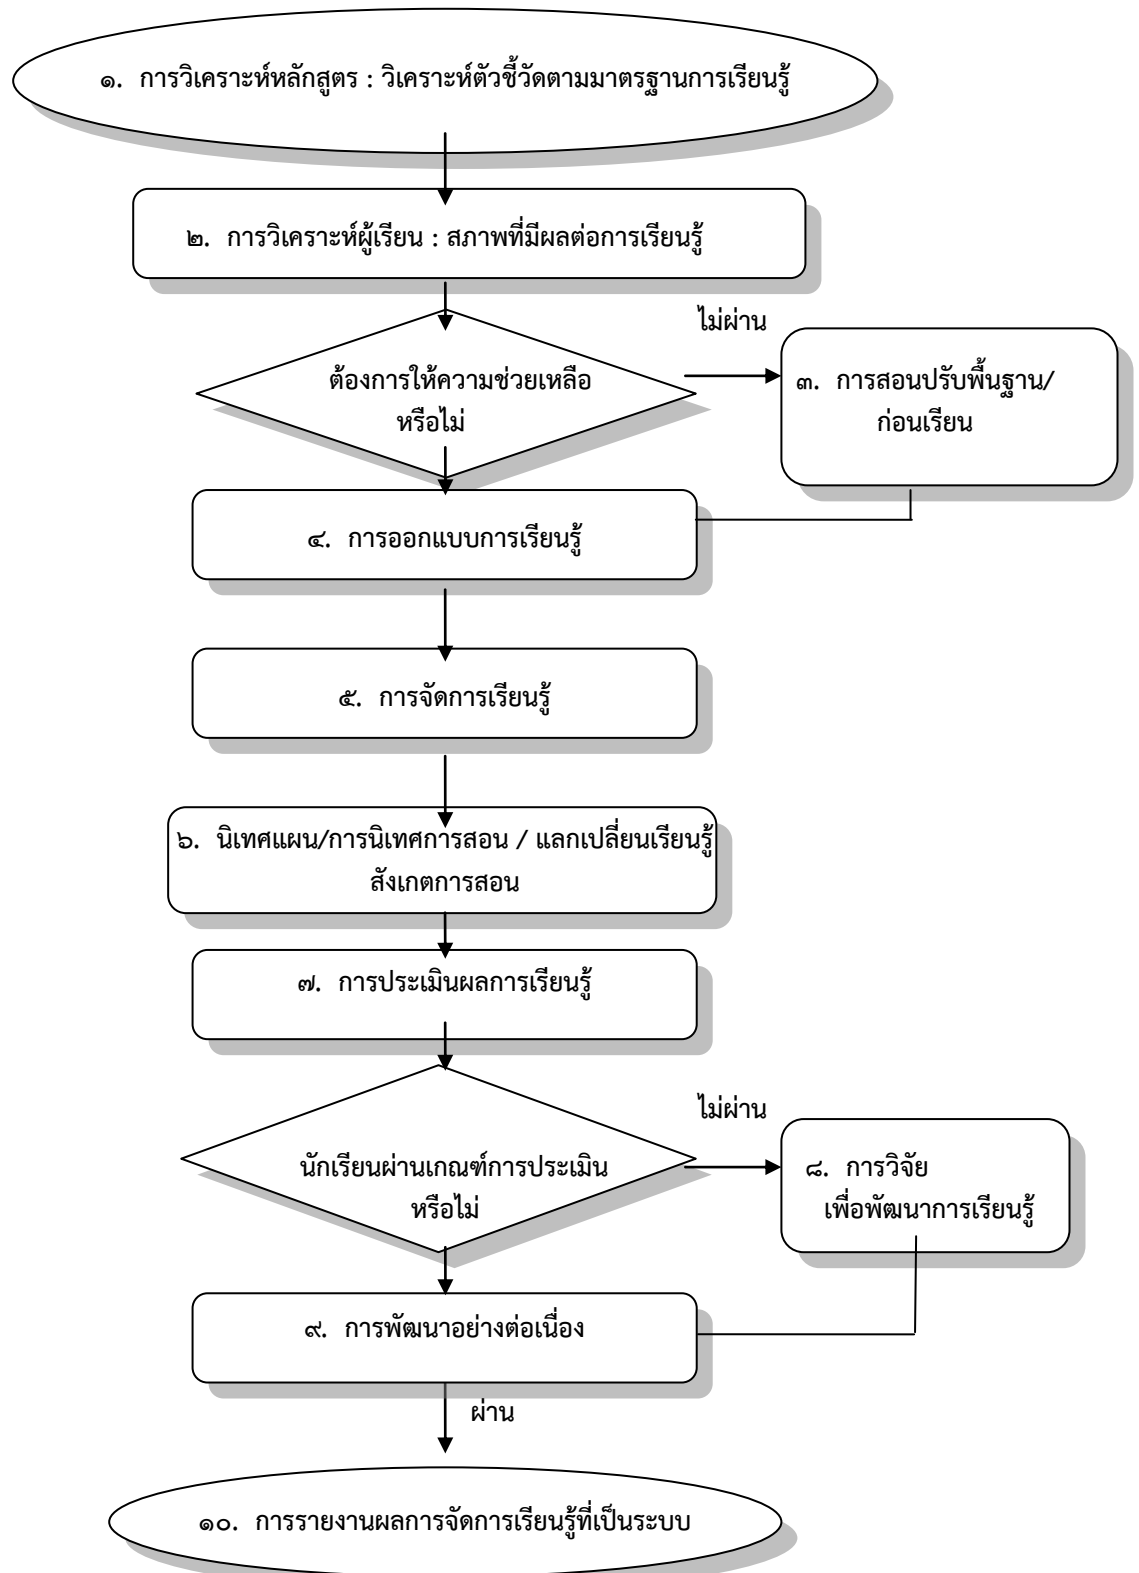 ๑. การวิเคราะห์หลักสูตร : วิเคราะห์ตัวชี้วัดตามมาตรฐานการเรียนรู้
๒. การวิเคราะห์ผู้เรียน : สภาพที่มีผลต่อการเรียนรู้
ไม่ผ่าน
ต้องการให้ความช่วยเหลือ
หรือไม่
๓. การสอนปรับพื้นฐาน/
ก่อนเรียน
๔. การออกแบบการเรียนรู้
๕. การจัดการเรียนรู้
๖. นิเทศแผน/การนิเทศการสอน / แลกเปลี่ยนเรียนรู้
สังเกตการสอน
๗. การประเมินผลการเรียนรู้
ไม่ผ่าน
นักเรียนผ่านเกณฑ์การประเมิน
หรือไม่
๘. การวิจัย
เพื่อพัฒนาการเรียนรู้
๙. การพัฒนาอย่างต่อเนื่อง
ผ่าน
๑๐. การรายงานผลการจัดการเรียนรู้ที่เป็นระบบ